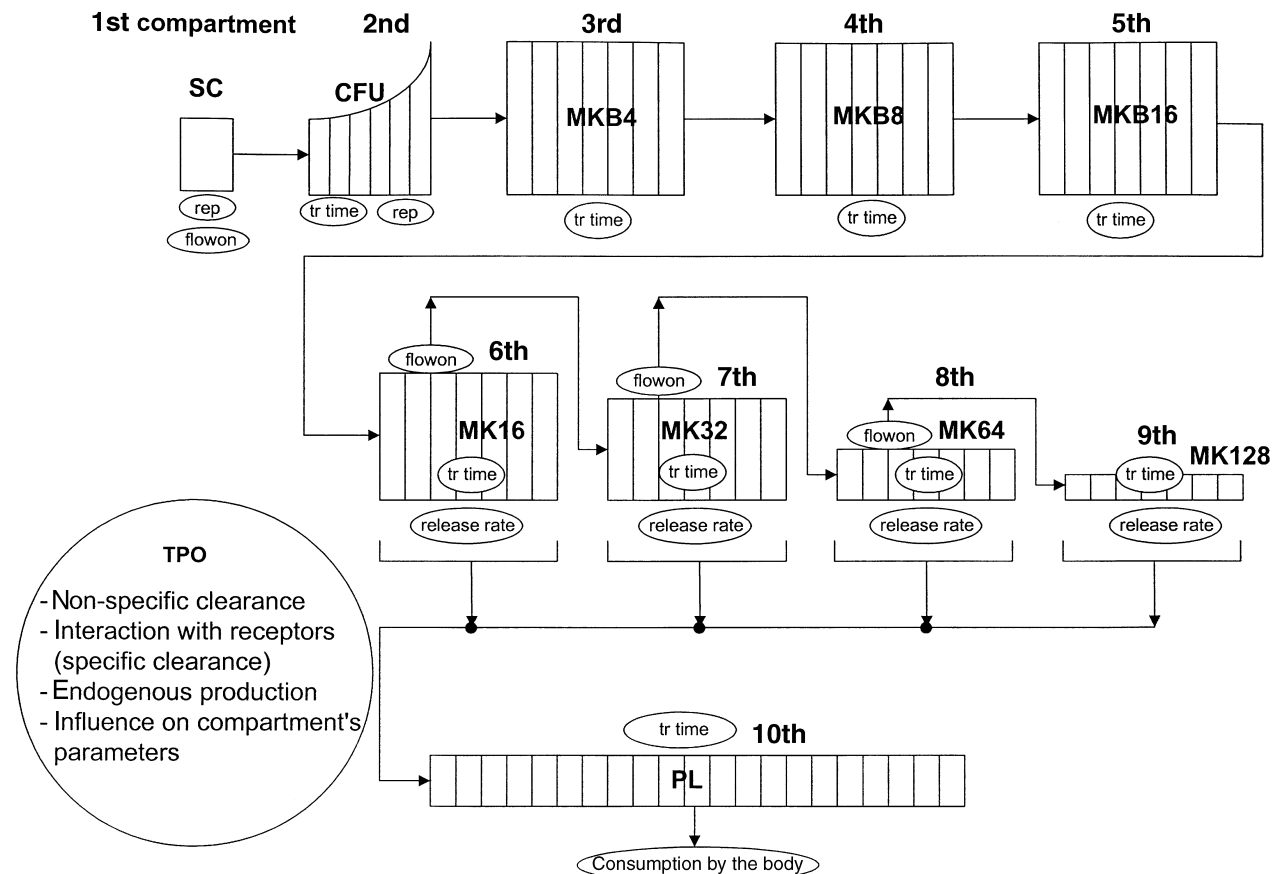 1st compartment 2nd 3rd 4th 5th
SC
CFU
MKB4
MKB8
MKB16
rep
flowon
tr time
rep
tr time
tr time
tr time
flowon
6th
flowon
7th
8th
flowon
9th
MK16
MK32
MK64
MK128
tr time
tr time
tr time
tr time
release rate
release rate
release rate
release rate
TPO
- Non-specific clearance
- Interaction with receptors
(specific clearance)
- Endogenous production
- Influence on compartment's
parameters
tr time
10th
PL
Consumption by the body